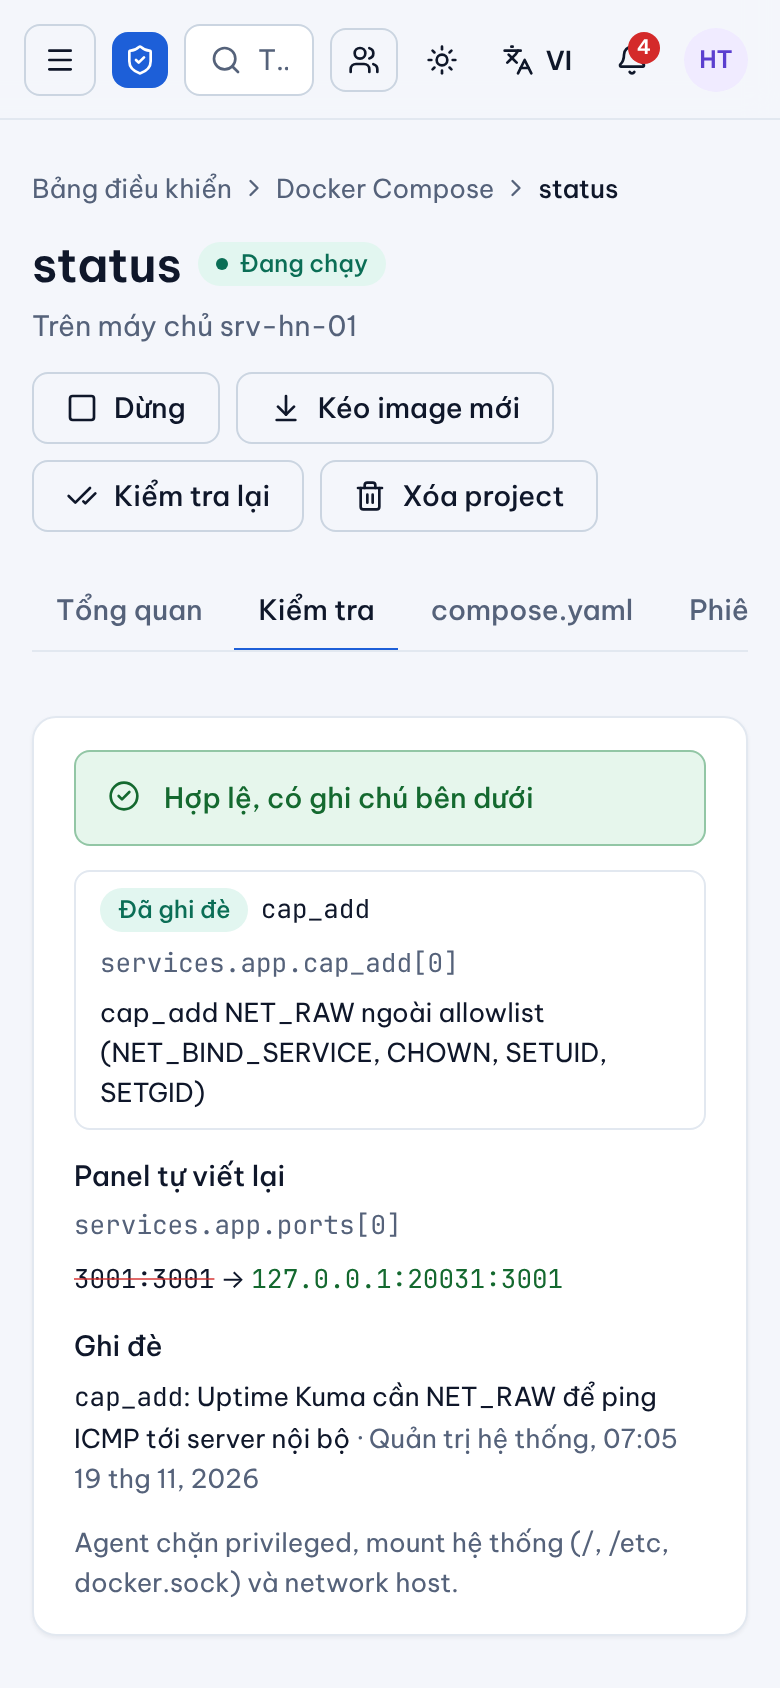 T..
VI
4
HT
Bảng điều khiển > Docker Compose > status
status
Đang chạy
Trên máy chủ srv-hn-01
Dừng
Kéo image mới
Kiểm tra lại
Xóa project
Tổng quan
Kiểm tra
compose.yaml
Phiê
Hợp lệ, có ghi chú bên dưới
Đã ghi đè cap_add
services.app.cap_add[0]
cap_add NET_RAW ngoài allowlist
(NET_BIND_SERVICE, CHOWN, SETUID,
SETGID)
Panel tự viết lại
services.app.ports[0]
3001:3001 → 127.0.0.1:20031:3001
Ghi đè
cap_add: Uptime Kuma cần NET_RAW để ping
ICMP tới server nội bộ · Quản trị hệ thống, 07:05
19 thg 11, 2026
Agent chặn privileged, mount hệ thống (/, /etc,
docker.sock) và network host.